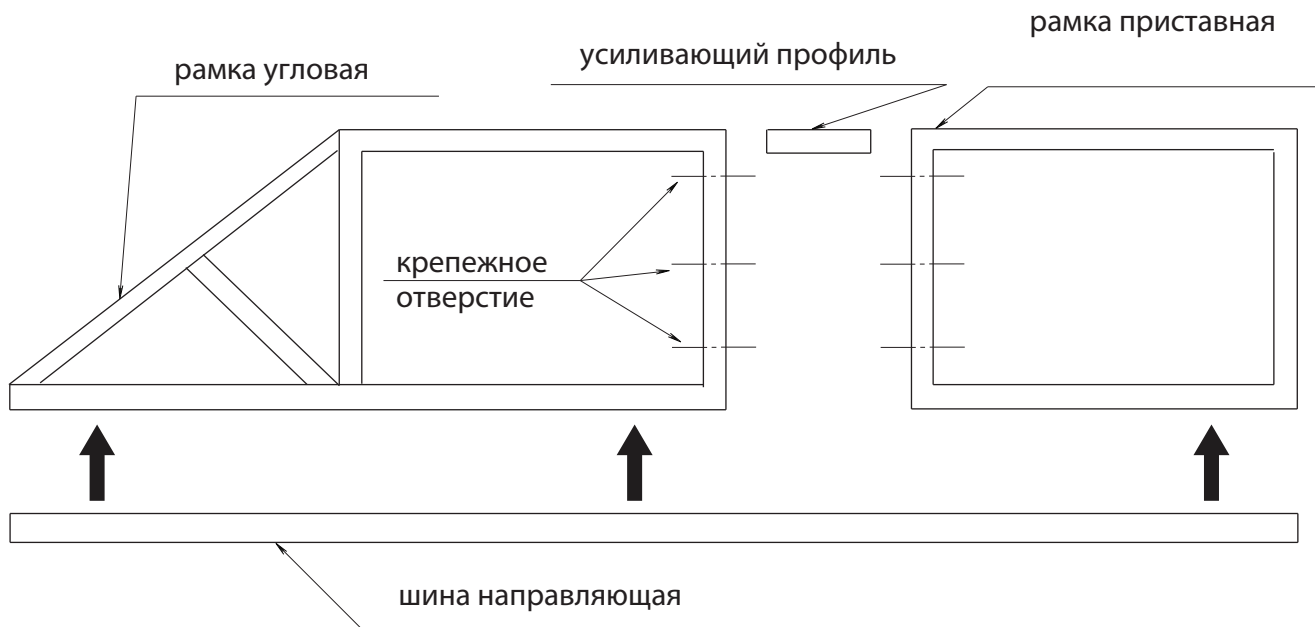 рамка приставная
усиливающий профиль
рамка угловая
крепежное
отверстие
шина направляющая